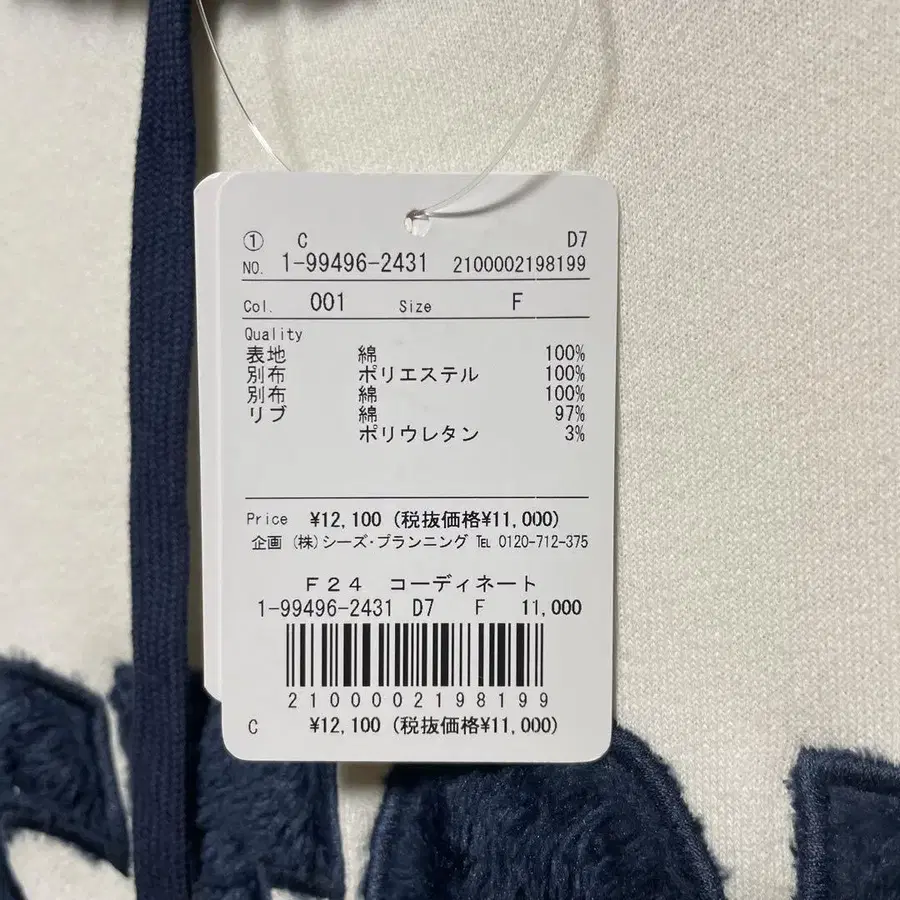 ① C D7
NO. 1-99496-2431 2100002198199
Col. 001 Size F
Quality
表地 綿 100%
別布 ポリエステル 100%
別布 綿 100%
リブ 綿 97%
ポリウレタン 3%
Price ¥12,100 (税抜価格¥11,000)
企画 (株)シーズ・プランニング TEL 0120-712-375
F24 コーディネート
1-99496-2431 D7 F 11,000
2100002198199
C ¥12,100 (税抜価格¥11,000)